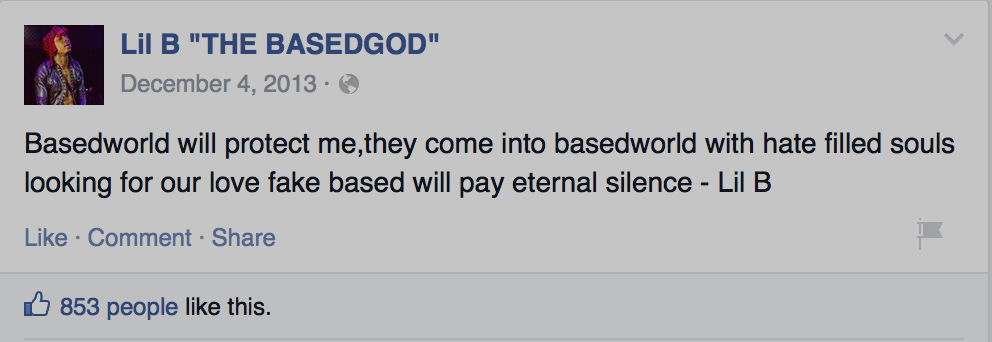 Lil B "THE BASEDGOD"
December 4, 2013 ·
Basedworld will protect me,they come into basedworld with hate filled souls
looking for our love fake based will pay eternal silence - Lil B
Like · Comment · Share
853 people like this.